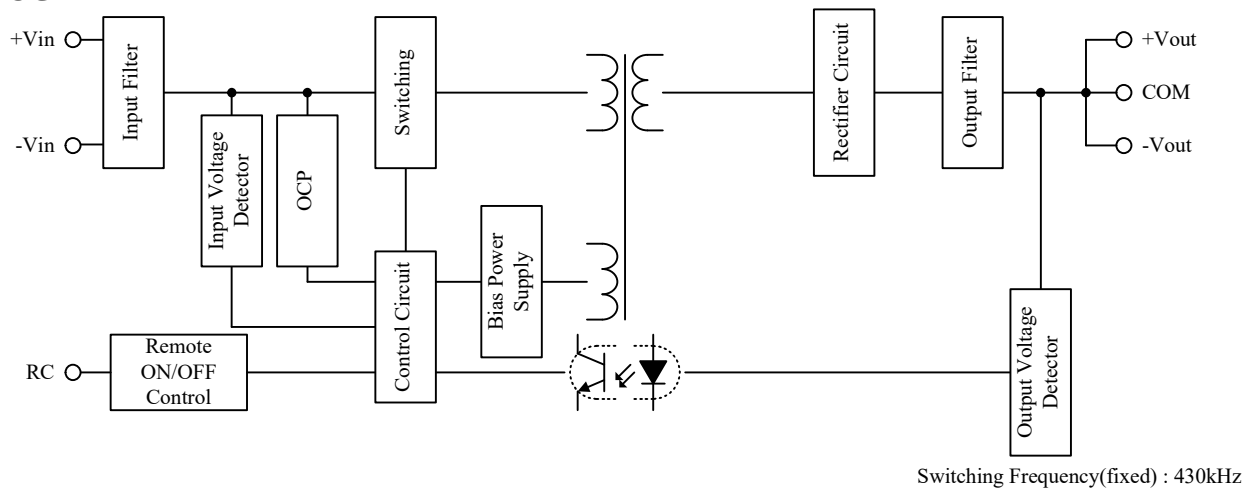 +Vin
-Vin
Input Filter
Input Voltage
Detector
OCP
Switching
Control Circuit
Bias Power
Supply
RC
Remote
ON/OFF
Control
Rectifier Circuit
Output Filter
+Vout
COM
-Vout
Output Voltage
Detector
Switching Frequency(fixed) : 430kHz